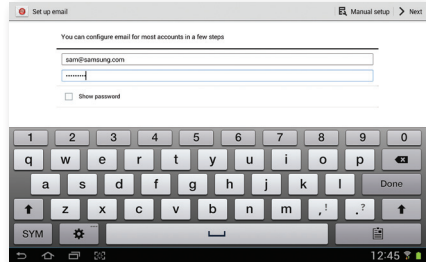 Set up email Manual setup Next
You can configure email for most accounts in a few steps
sam@samsung.com
•••••••••
Show password
1 2 3 4 5 6 7 8 9 0
q w e r t y u i o p
a s d f g h j k l Done
z x c v b n m , ! . ?
SYM
12:45